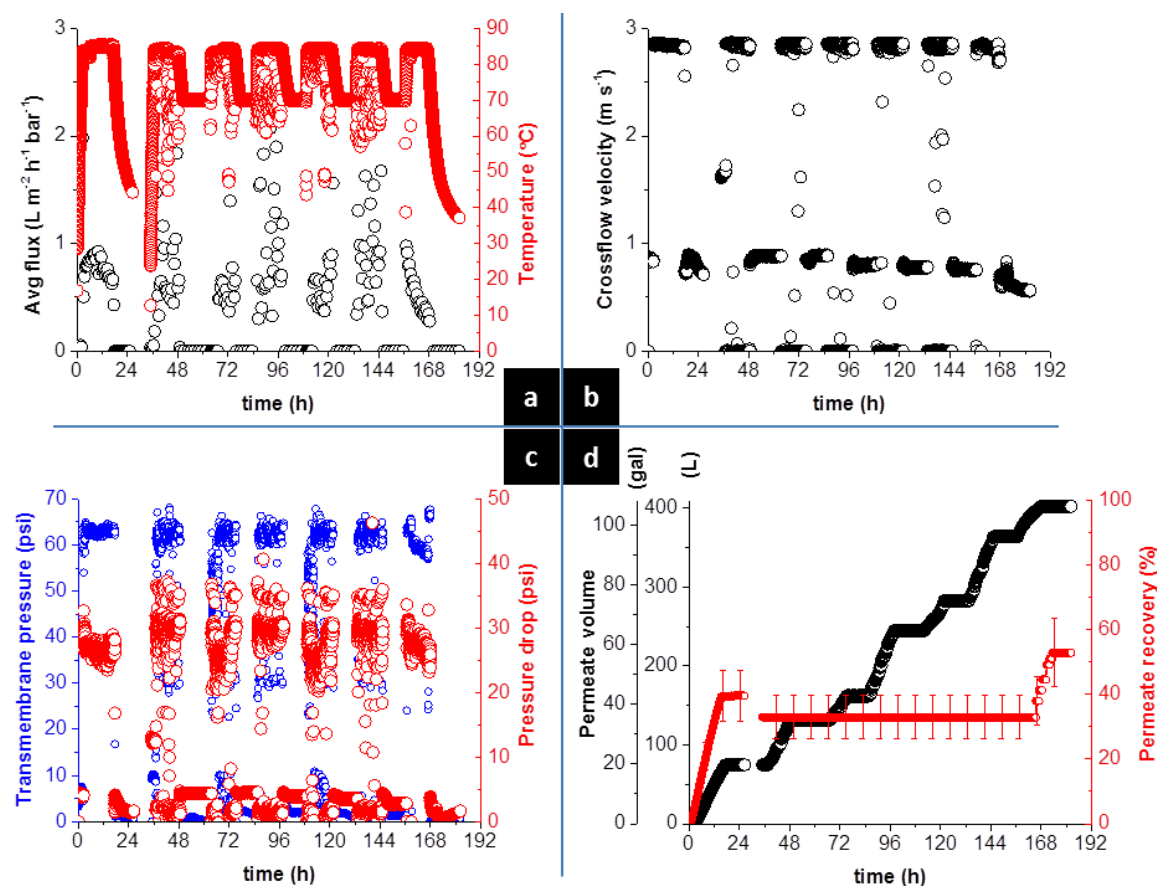 3
2
1
0
Avg flux (L m⁻² h⁻¹ bar⁻¹)
90
80
70
60
50
40
30
20
10
0
Temperature (°C)
0 24 48 72 96 120 144 168 192
time (h)
3
2
1
0
Crossflow velocity (m s⁻¹)
0 24 48 72 96 120 144 168 192
time (h)
a b
c d
70
60
50
40
30
20
10
0
Transmembrane pressure (psi)
50
40
30
20
10
0
Pressure drop (psi)
0 24 48 72 96 120 144 168 192
time (h)
(gal)
(L)
Permeate volume
100
80
60
40
20
0
400
300
200
100
0
100
80
60
40
20
0
Permeate recovery (%)
0 24 48 72 96 120 144 168 192
time (h)